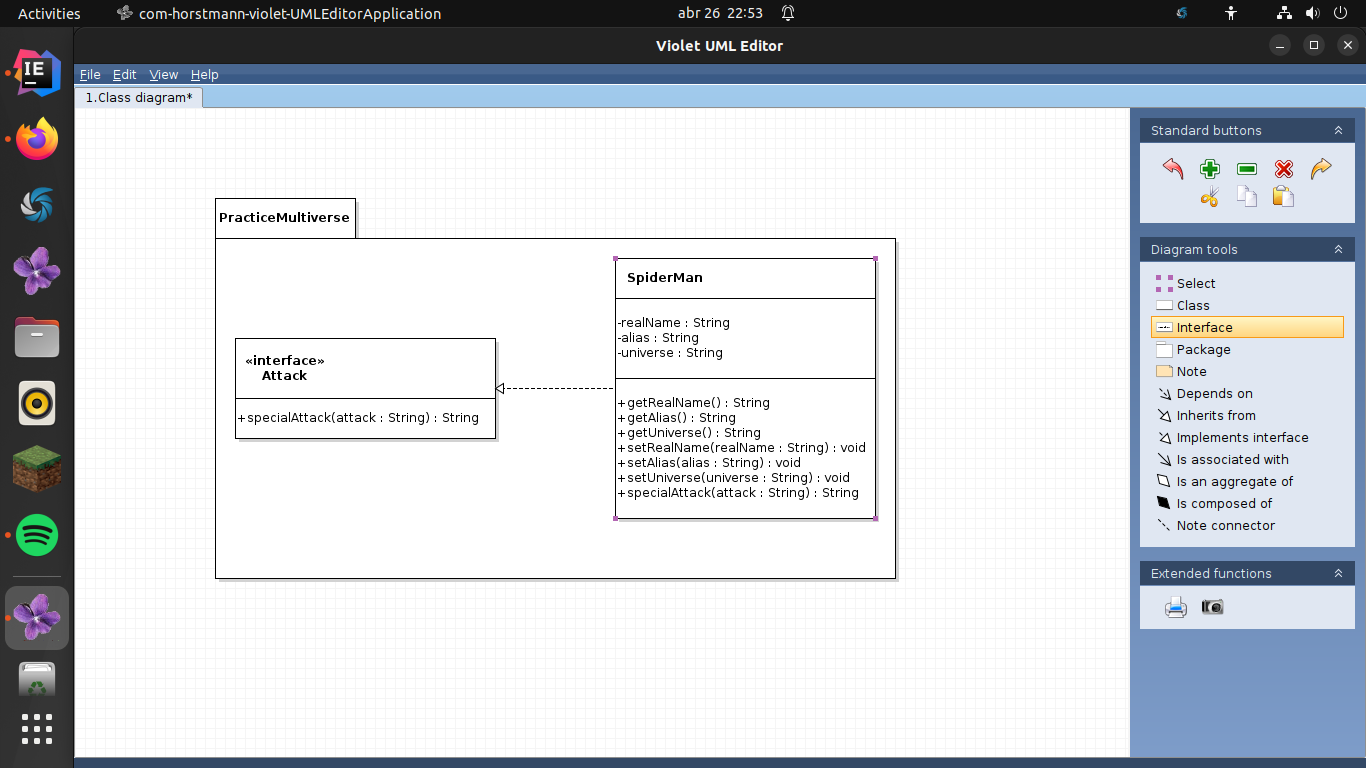 Activities
com-horstmann-violet-UMLEditorApplication
abr 26 22:53
Violet UML Editor
File Edit View Help
1.Class diagram*
IE
PracticeMultiverse
«interface»
Attack
+specialAttack(attack : String) : String
SpiderMan
-realName : String
-alias : String
-universe : String
+getRealName() : String
+getAlias() : String
+getUniverse() : String
+setRealName(realName : String) : void
+setAlias(alias : String) : void
+setUniverse(universe : String) : void
+specialAttack(attack : String) : String
Standard buttons
Diagram tools
Select
Class
Interface
Package
Note
Depends on
Inherits from
Implements interface
Is associated with
Is an aggregate of
Is composed of
Note connector
Extended functions